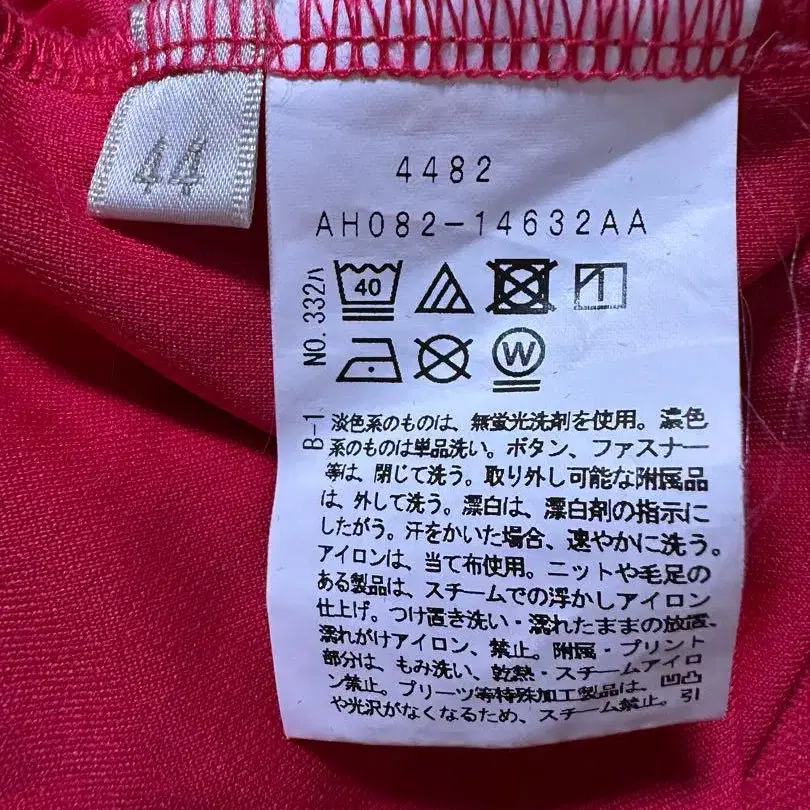 44
4482
AH082-14632AA
NO.332ハ
40
W
B-1
淡色系のものは、無蛍光洗剤を使用。濃色
系のものは単品洗い。ボタン、ファスナー
等は、閉じて洗う。取り外し可能な附属品
は、外して洗う。漂白は、漂白剤の指示に
したがう。汗をかいた場合、速やかに洗う。
アイロンは、当て布使用。ニットや毛足の
ある製品は、スチームでの浮かしアイロン
仕上げ。つけ置き洗い・濡れたままの放置、
濡れがけアイロン、禁止。附属・プリント
部分は、もみ洗い、乾熱・スチームアイロ
ン禁止。プリーツ等特殊加工製品は、凹凸
や光沢がなくなるため、スチーム禁止。引